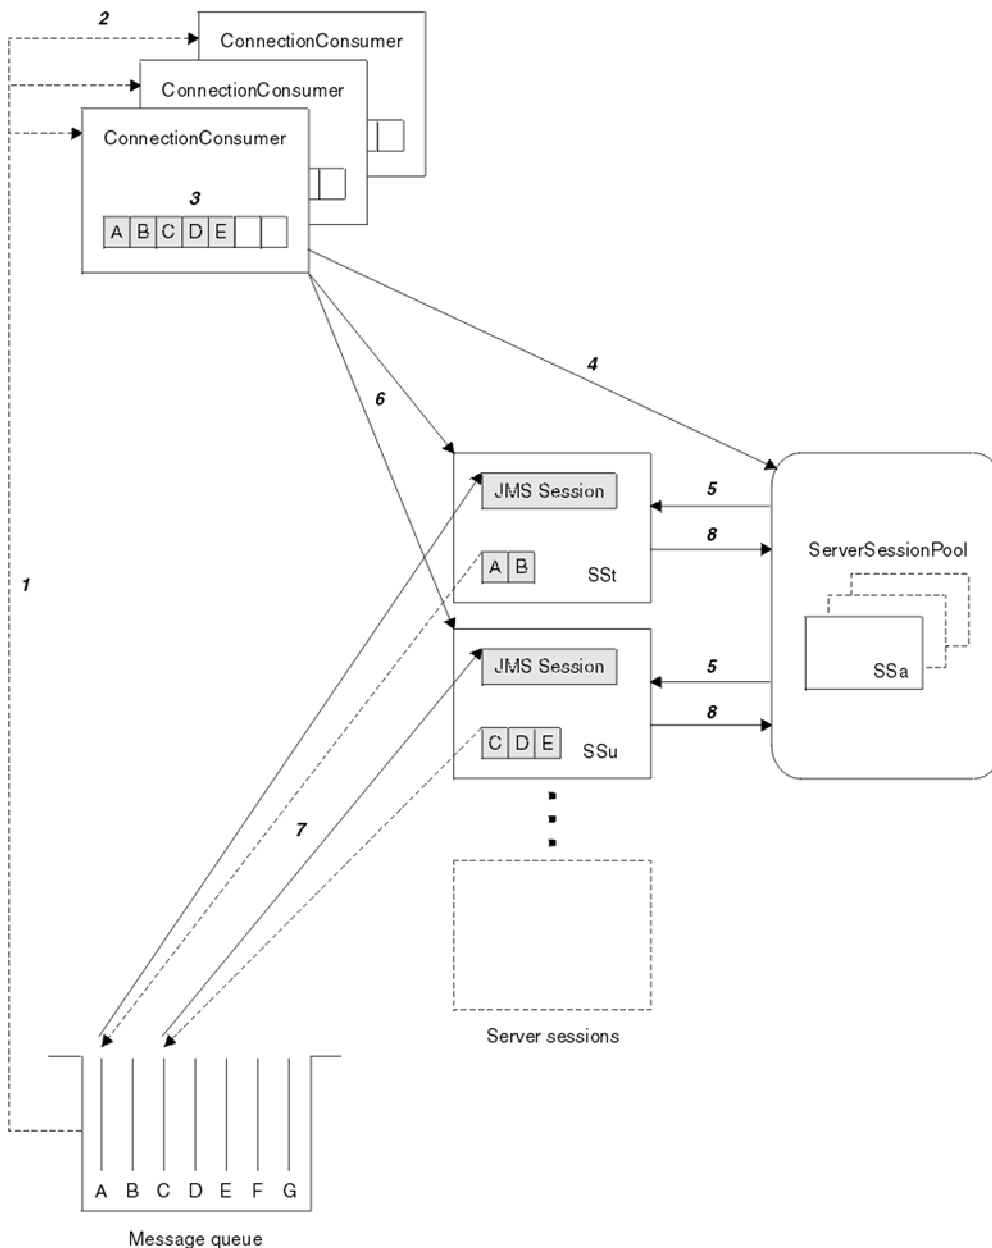 2
ConnectionConsumer
ConnectionConsumer
ConnectionConsumer
3
A B C D E
4
6
JMS Session
5
8
ServerSessionPool
A B
SSt
1
JMS Session
5
SSa
8
C D E
SSu
7
Server sessions
A B C D E F G
Message queue